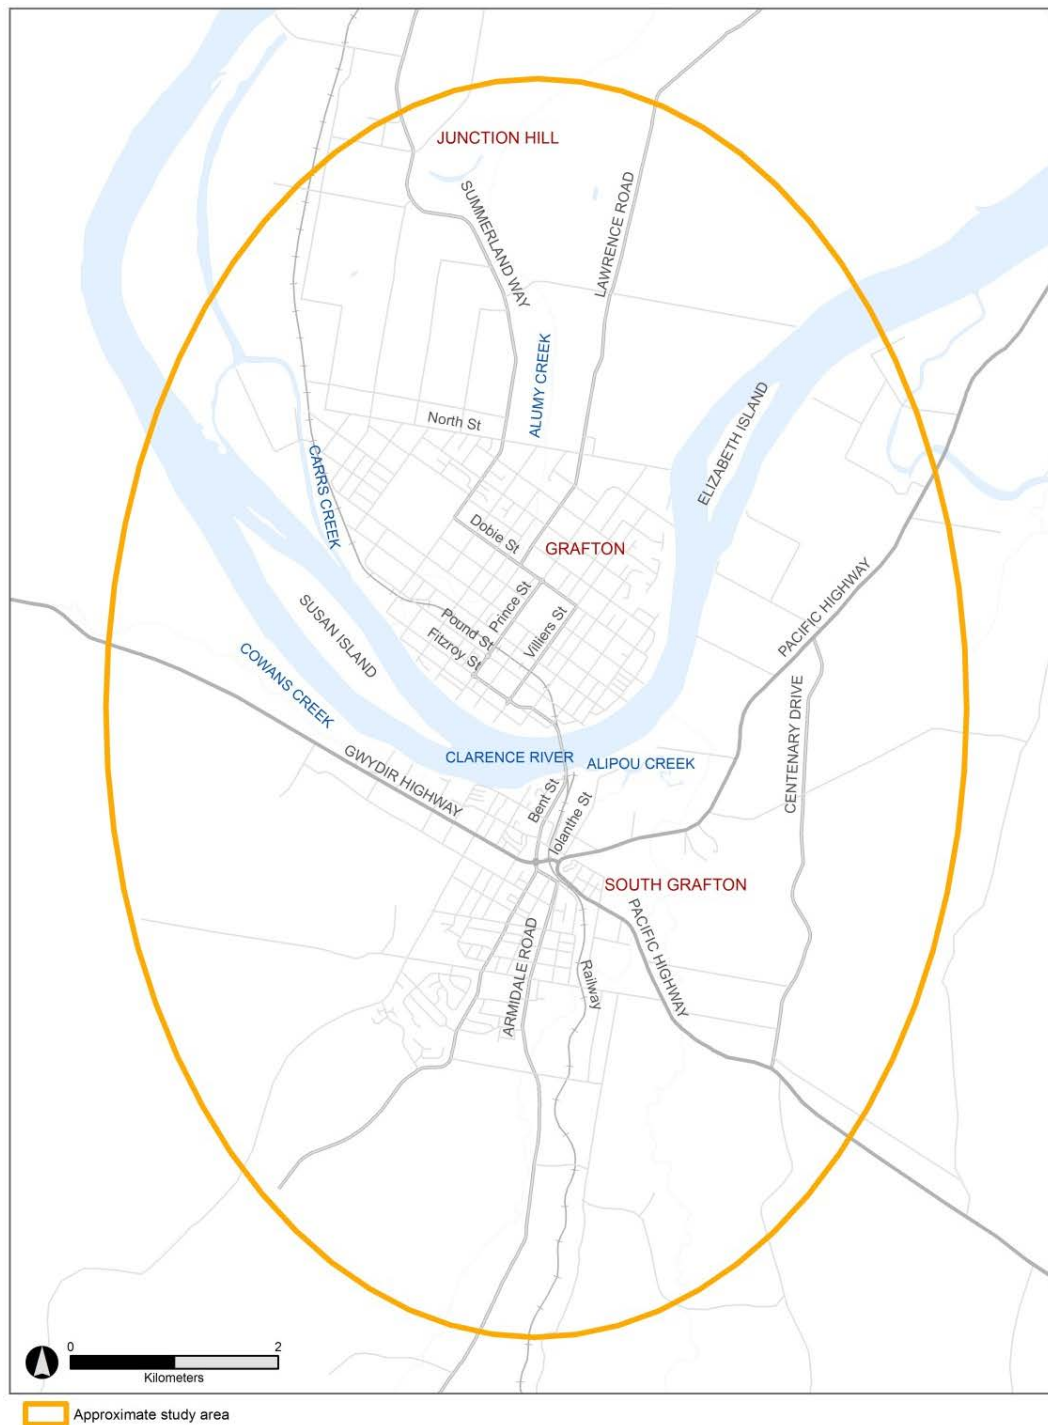 JUNCTION HILL
SUMMERLAND WAY
LAWRENCE ROAD
ALUMY CREEK
North St
ELIZABETH ISLAND
CARRS CREEK
Dobie St
GRAFTON
Prince St
Pound St
Villiers St
Fitzroy St
SUSAN ISLAND
PACIFIC HIGHWAY
COWANS CREEK
CENTENARY DRIVE
GWYDIR HIGHWAY
CLARENCE RIVER
ALIPOU CREEK
Bent St
Iolanthe St
SOUTH GRAFTON
PACIFIC HIGHWAY
ARMIDALE ROAD
Railway
0
2
Kilometers
Approximate study area